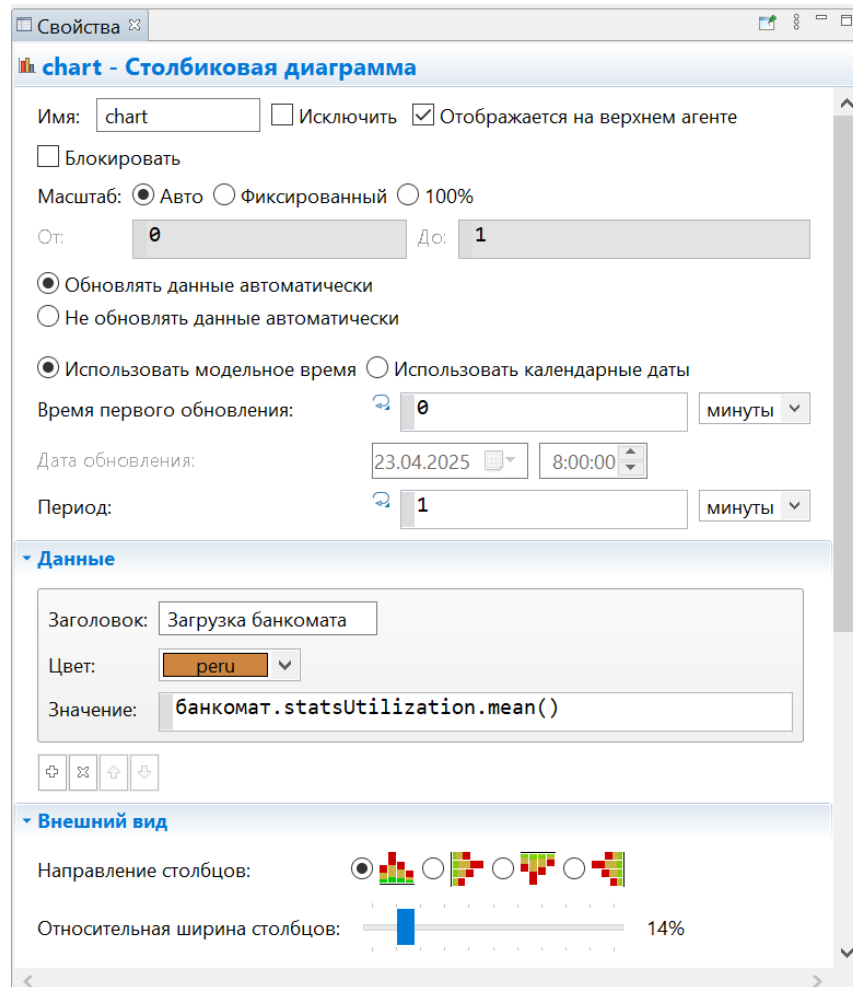 Свойства
chart - Столбиковая диаграмма
Имя: chart Исключить Отображается на верхнем агенте
Блокировать
Масштаб: Авто Фиксированный 100%
От: 0 До: 1
Обновлять данные автоматически
Не обновлять данные автоматически
Использовать модельное время Использовать календарные даты
Время первого обновления: 0 минуты
Дата обновления: 23.04.2025 8:00:00
Период: 1 минуты
Данные
Заголовок: Загрузка банкомата
Цвет: peru
Значение: банкомат.statsUtilization.mean()
Внешний вид
Направление столбцов:
Относительная ширина столбцов: 14%